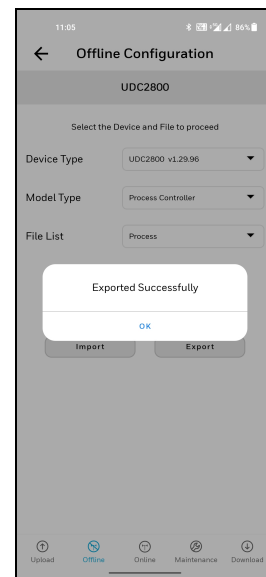 11:05
86%
Offline Configuration
UDC2800
Select the Device and File to proceed
Device Type
UDC2800 v1.29.96
Model Type
Process Controller
File List
Process
Exported Successfully
OK
Import
Export
Upload
Offline
Online
Maintenance
Download